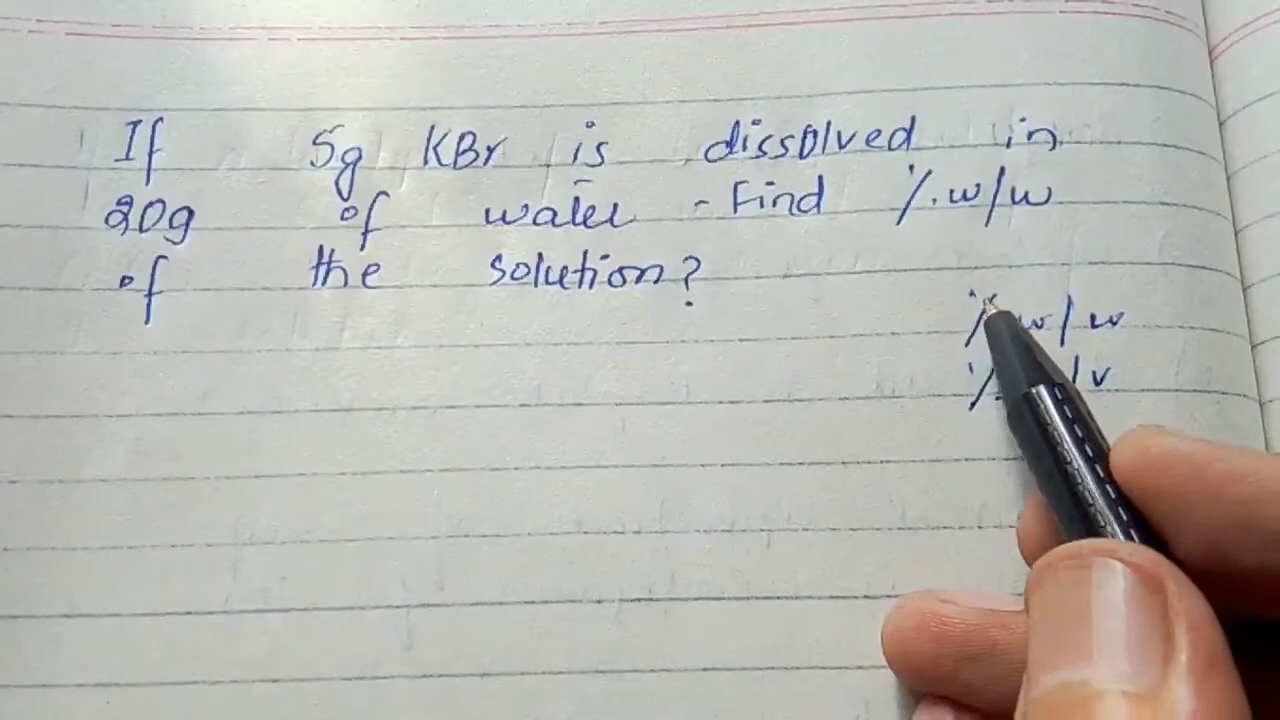 If 5g KBr is dissolved in
20g of water - Find %.w/w
of the solution?
% w/w
%. /v